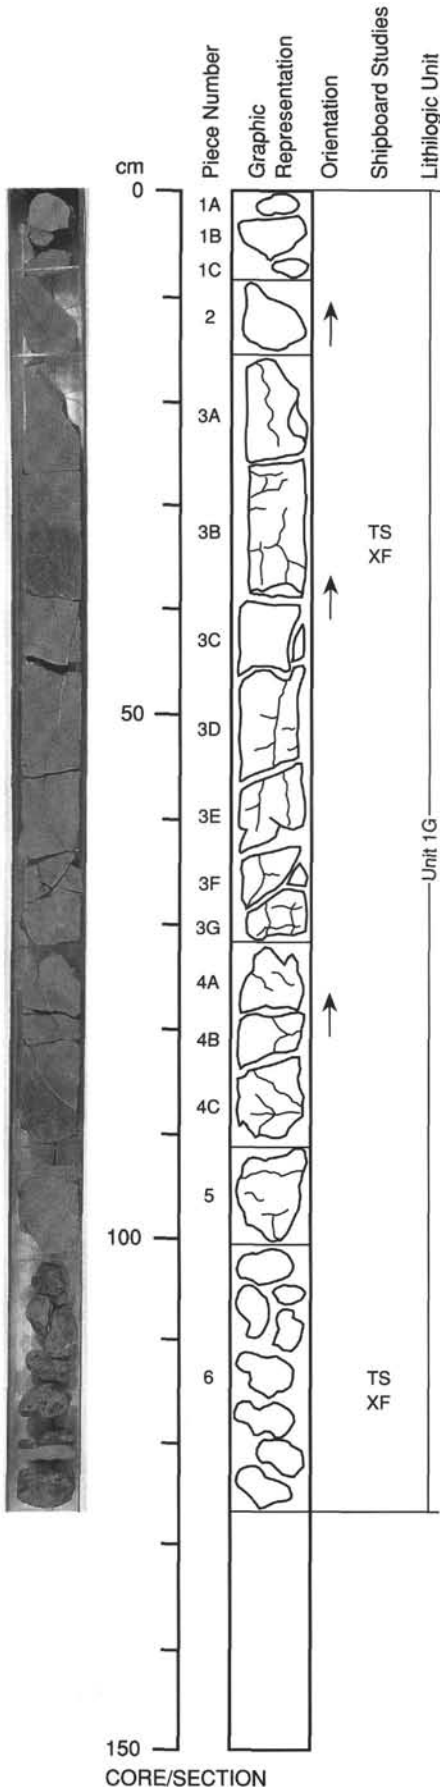 cm
Piece Number
Graphic
Representation
Orientation
Shipboard Studies
Lithilogic Unit
0
1A
1B
1C
2
3A
3B
TS
XF
3C
50
3D
3E
Unit 1G
3F
3G
4A
4B
4C
5
100
6
TS
XF
150
CORE/SECTION